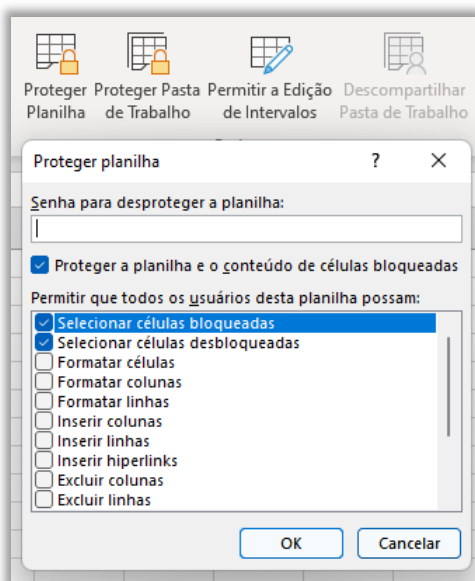 Proteger Proteger Pasta Permitir a Edição Descompartilhar
Planilha de Trabalho de Intervalos Pasta de Trabalho
Proteger planilha ? ×
Senha para desproteger a planilha:
Proteger a planilha e o conteúdo de células bloqueadas
Permitir que todos os usuários desta planilha possam:
Selecionar células bloqueadas
Selecionar células desbloqueadas
Formatar células
Formatar colunas
Formatar linhas
Inserir colunas
Inserir linhas
Inserir hiperlinks
Excluir colunas
Excluir linhas
OK Cancelar